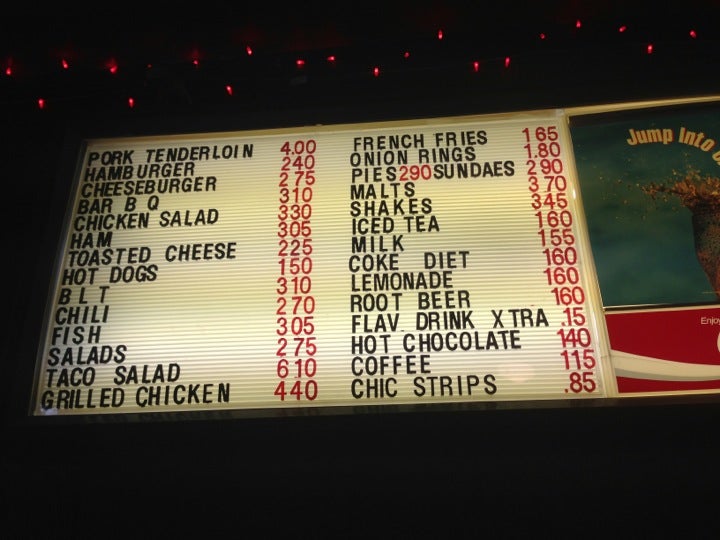 PORK TENDERLOIN 4.00
HAMBURGER 240
CHEESEBURGER 275
BAR B Q 310
CHICKEN SALAD 330
HAM 305
TOASTED CHEESE 225
HOT DOGS 150
B L T 310
CHILI 270
FISH 305
SALADS 275
TACO SALAD 610
GRILLED CHICKEN 440
FRENCH FRIES 165
ONION RINGS 1.80
PIES 290 SUNDAES 290
MALTS 370
SHAKES 345
ICED TEA 160
MILK 155
COKE DIET 160
LEMONADE 160
ROOT BEER 160
FLAV DRINK XTRA .15
HOT CHOCOLATE 140
COFFEE 115
CHIC STRIPS .85
Jump Into